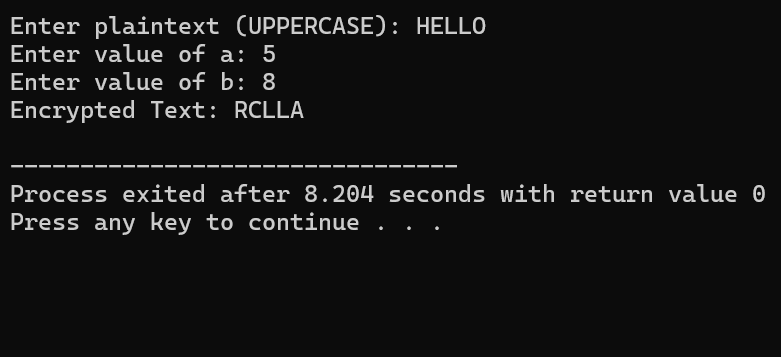 Enter plaintext (UPPERCASE): HELLO
Enter value of a: 5
Enter value of b: 8
Encrypted Text: RCLLA
--------------------------------
Process exited after 8.204 seconds with return value 0
Press any key to continue . . .